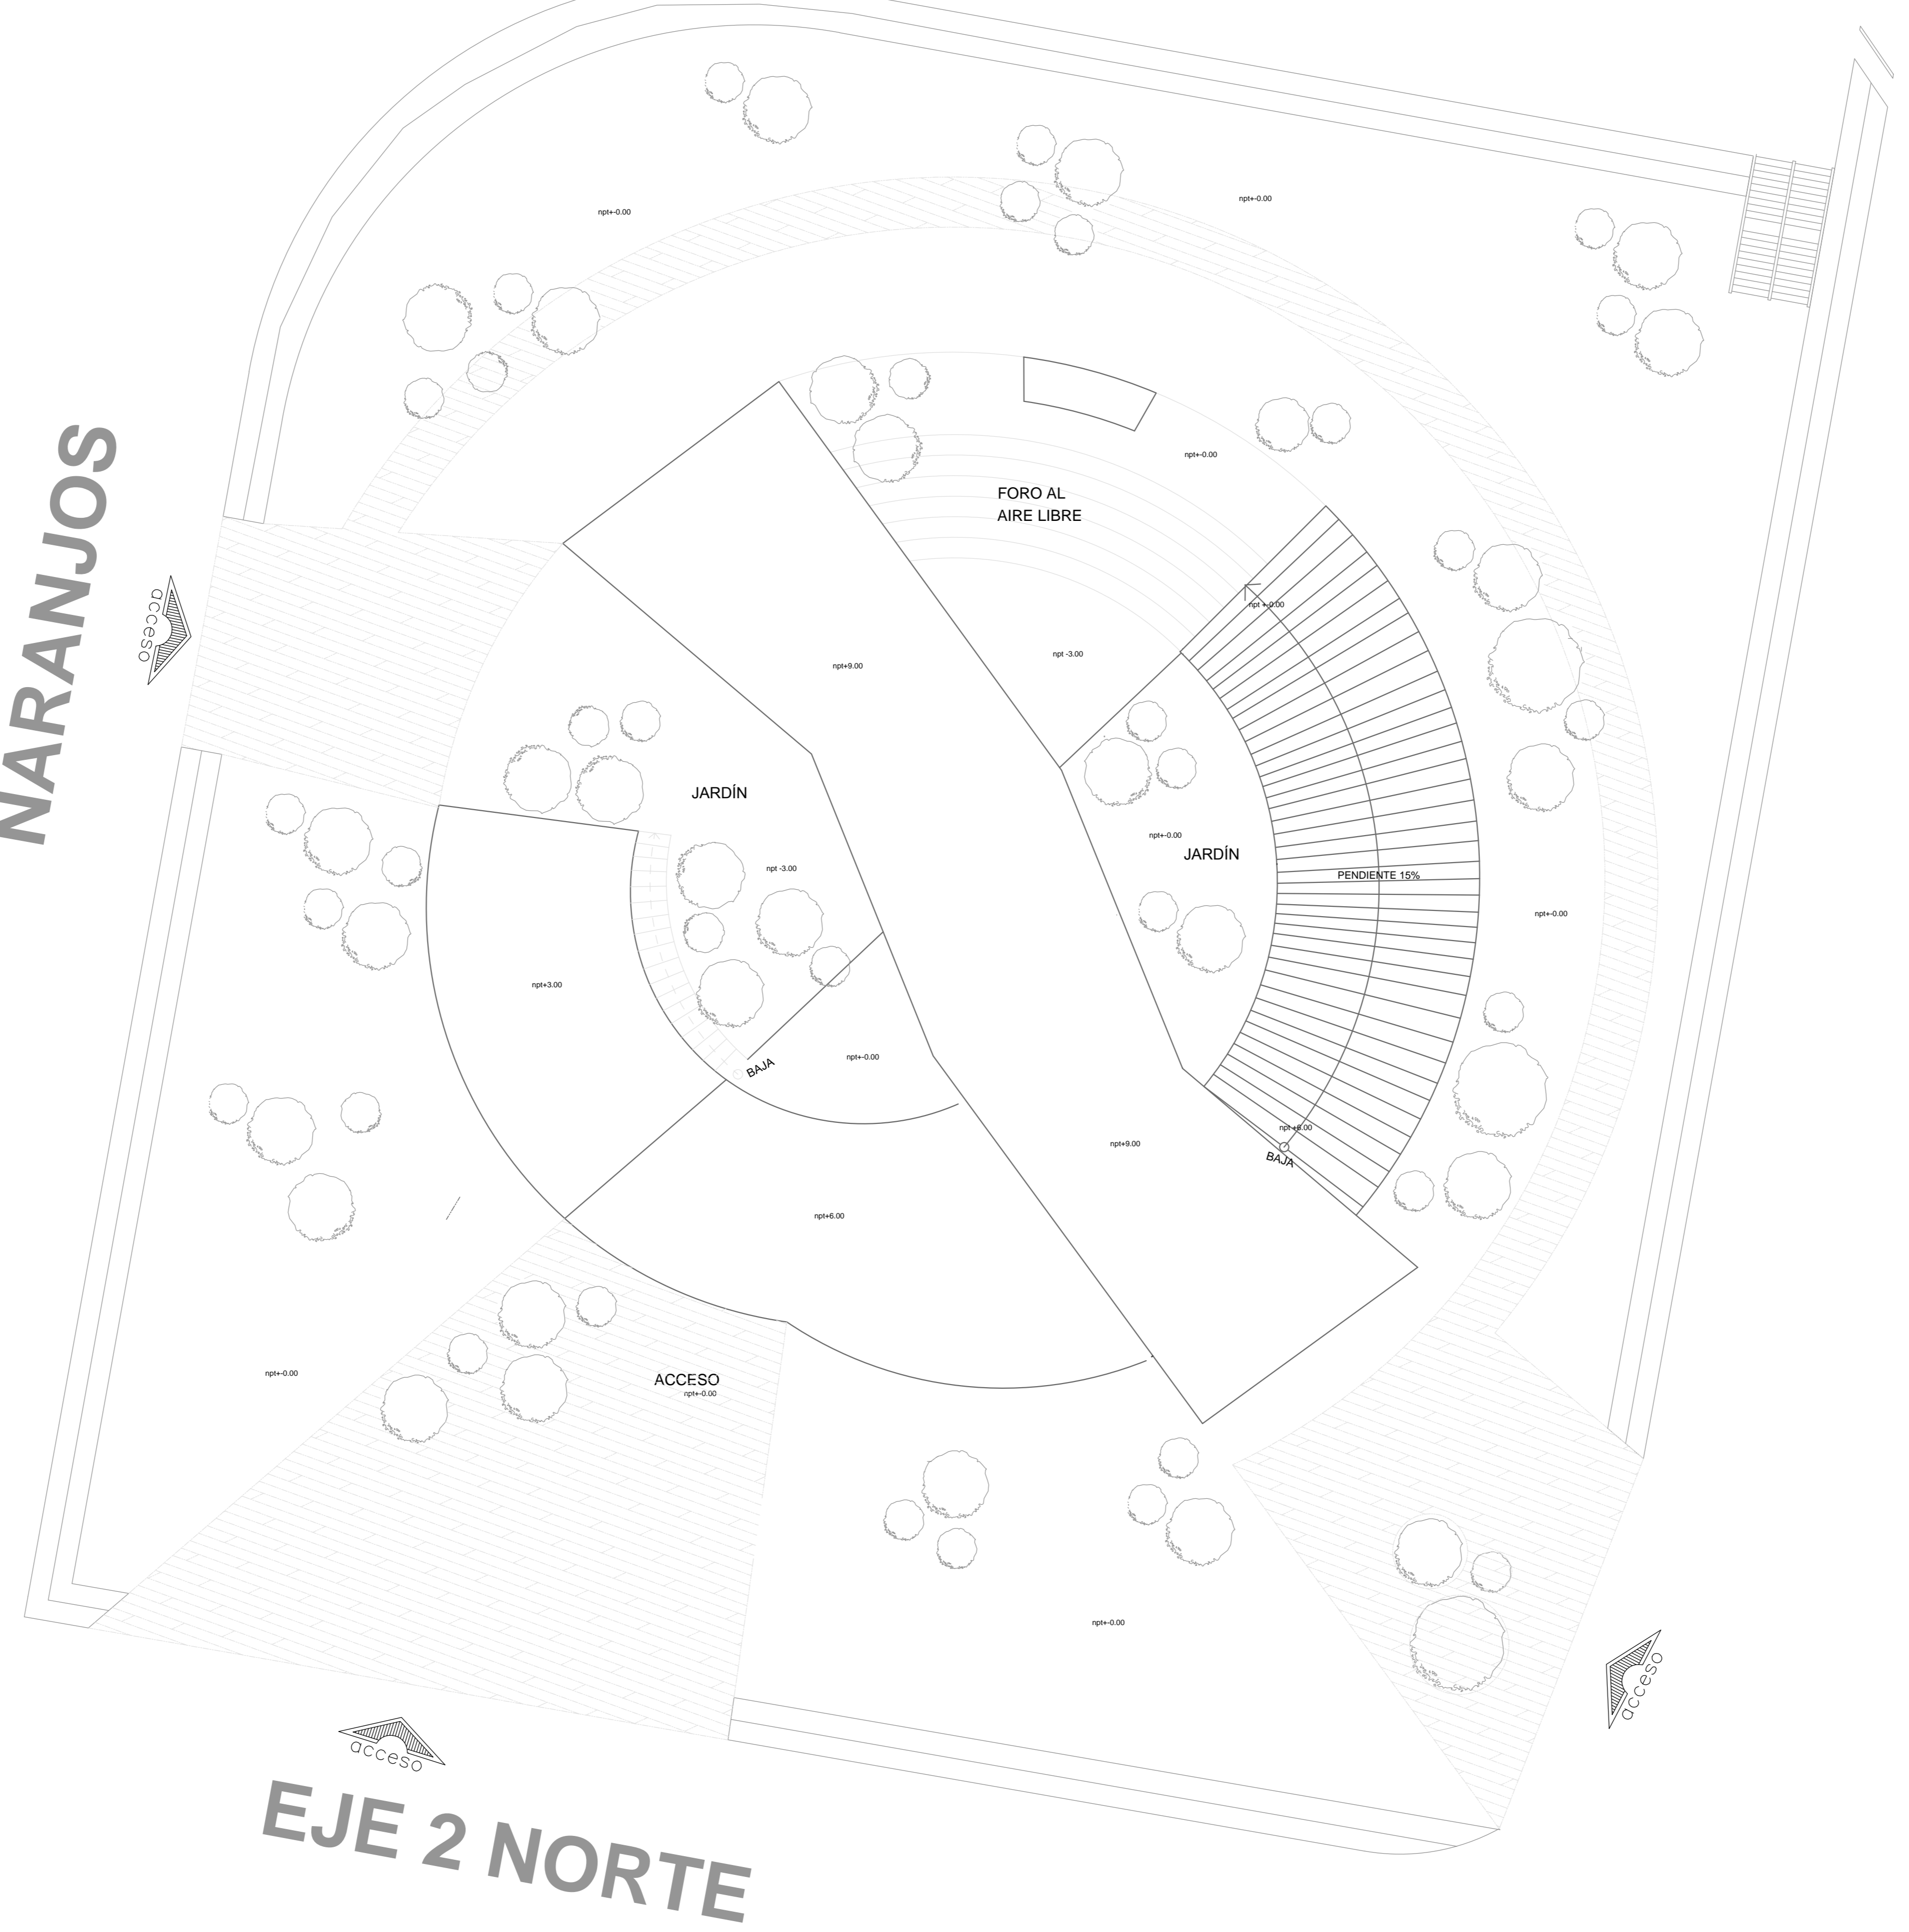 npt+-0.00
npt+-0.00
NARANJOS
acceso
npt+-0.00
FORO AL
AIRE LIBRE
npt +-0.00
npt -3.00
npt+9.00
JARDÍN
npt+-0.00
JARDÍN
npt -3.00
PENDIENTE 15%
npt+-0.00
npt+3.00
npt+-0.00
BAJA
npt +6.00
BAJA
npt+9.00
npt+6.00
npt+-0.00
ACCESO
npt+-0.00
npt+-0.00
acceso
acceso
EJE 2 NORTE